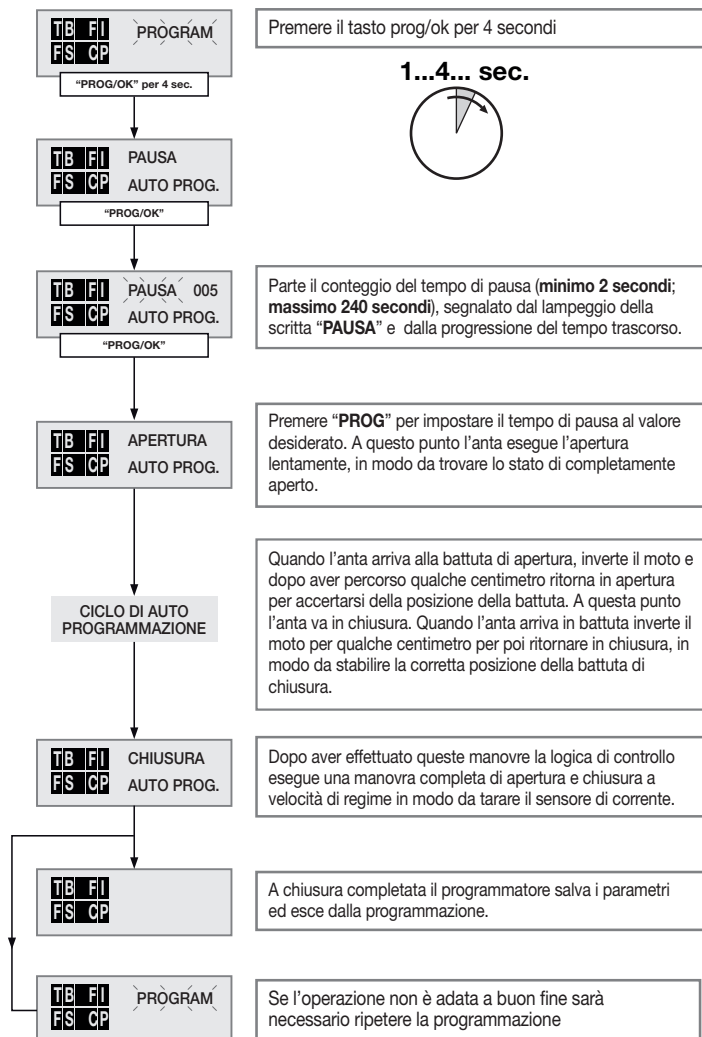 TB FI PROGRAM
FS CP
Premere il tasto prog/ok per 4 secondi
“PROG/OK” per 4 sec.
1...4... sec.
TB FI PAUSA
FS CP AUTO PROG.
“PROG/OK”
TB FI PAUSA 005
FS CP AUTO PROG.
Parte il conteggio del tempo di pausa (minimo 2 secondi;
massimo 240 secondi), segnalato dal lampeggio della
scritta “PAUSA” e dalla progressione del tempo trascorso.
“PROG/OK”
TB FI APERTURA
FS CP AUTO PROG.
Premere “PROG” per impostare il tempo di pausa al valore
desiderato. A questo punto l’anta esegue l’apertura
lentamente, in modo da trovare lo stato di completamente
aperto.
CICLO DI AUTO
PROGRAMMAZIONE
Quando l’anta arriva alla battuta di apertura, inverte il moto e
dopo aver percorso qualche centimetro ritorna in apertura
per accertarsi della posizione della battuta. A questa punto
l’anta va in chiusura. Quando l’anta arriva in battuta inverte il
moto per qualche centimetro per poi ritornare in chiusura, in
modo da stabilire la corretta posizione della battuta di
chiusura.
TB FI CHIUSURA
FS CP AUTO PROG.
Dopo aver effettuato queste manovre la logica di controllo
esegue una manovra completa di apertura e chiusura a
velocità di regime in modo da tarare il sensore di corrente.
TB FI
FS CP
A chiusura completata il programmatore salva i parametri
ed esce dalla programmazione.
TB FI PROGRAM
FS CP
Se l’operazione non è adata a buon fine sarà
necessario ripetere la programmazione